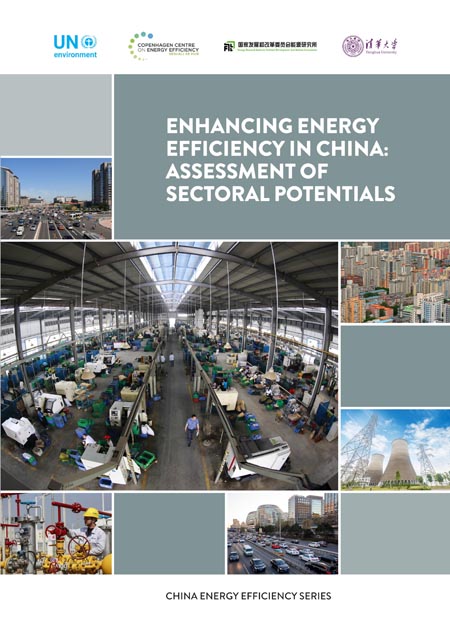 UN
environment
COPENHAGEN CENTRE
ON ENERGY EFFICIENCY
国家发展和改革委员会能源研究所
清华大学
Tsinghua University
ENHANCING ENERGY
EFFICIENCY IN CHINA:
ASSESSMENT OF
SECTORAL POTENTIALS
CHINA ENERGY EFFICIENCY SERIES